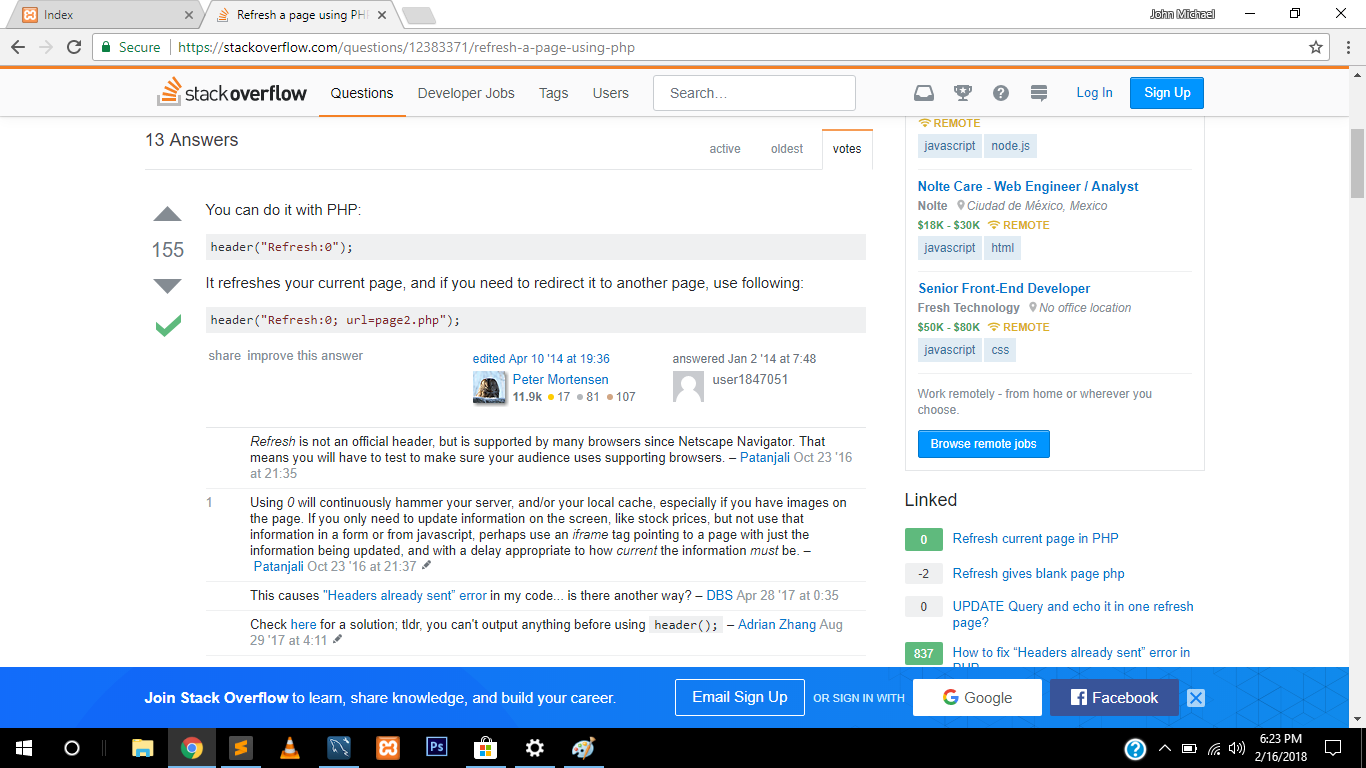 Index
Refresh a page using PH
John Michael
Secure
https://stackoverflow.com/questions/12383371/refresh-a-page-using-php
stackoverflow
Questions
Developer Jobs
Tags
Users
Search...
Log In
Sign Up
13 Answers
active
oldest
votes
155
You can do it with PHP:
header("Refresh:0");
It refreshes your current page, and if you need to redirect it to another page, use following:
header("Refresh:0; url=page2.php");
share improve this answer
edited Apr 10 '14 at 19:36
Peter Mortensen
11.9k 17 81 107
answered Jan 2 '14 at 7:48
user1847051
Refresh is not an official header, but is supported by many browsers since Netscape Navigator. That
means you will have to test to make sure your audience uses supporting browsers. – Patanjali Oct 23 '16
at 21:35
1
Using 0 will continuously hammer your server, and/or your local cache, especially if you have images on
the page. If you only need to update information on the screen, like stock prices, but not use that
information in a form or from javascript, perhaps use an iframe tag pointing to a page with just the
information being updated, and with a delay appropriate to how current the information must be. –
Patanjali Oct 23 '16 at 21:37
This causes "Headers already sent" error in my code... is there another way? – DBS Apr 28 '17 at 0:35
Check here for a solution; tldr, you can't output anything before using header(); – Adrian Zhang Aug
29 '17 at 4:11
REMOTE
javascript node.js
Nolte Care - Web Engineer / Analyst
Nolte Ciudad de México, Mexico
$18K - $30K REMOTE
javascript html
Senior Front-End Developer
Fresh Technology No office location
$50K - $80K REMOTE
javascript css
Work remotely - from home or wherever you
choose.
Browse remote jobs
Linked
0 Refresh current page in PHP
-2 Refresh gives blank page php
0 UPDATE Query and echo it in one refresh
page?
837 How to fix “Headers already sent” error in
PHP
Join Stack Overflow to learn, share knowledge, and build your career.
Email Sign Up
OR SIGN IN WITH
Google
Facebook
Ps
6:23 PM
2/16/2018